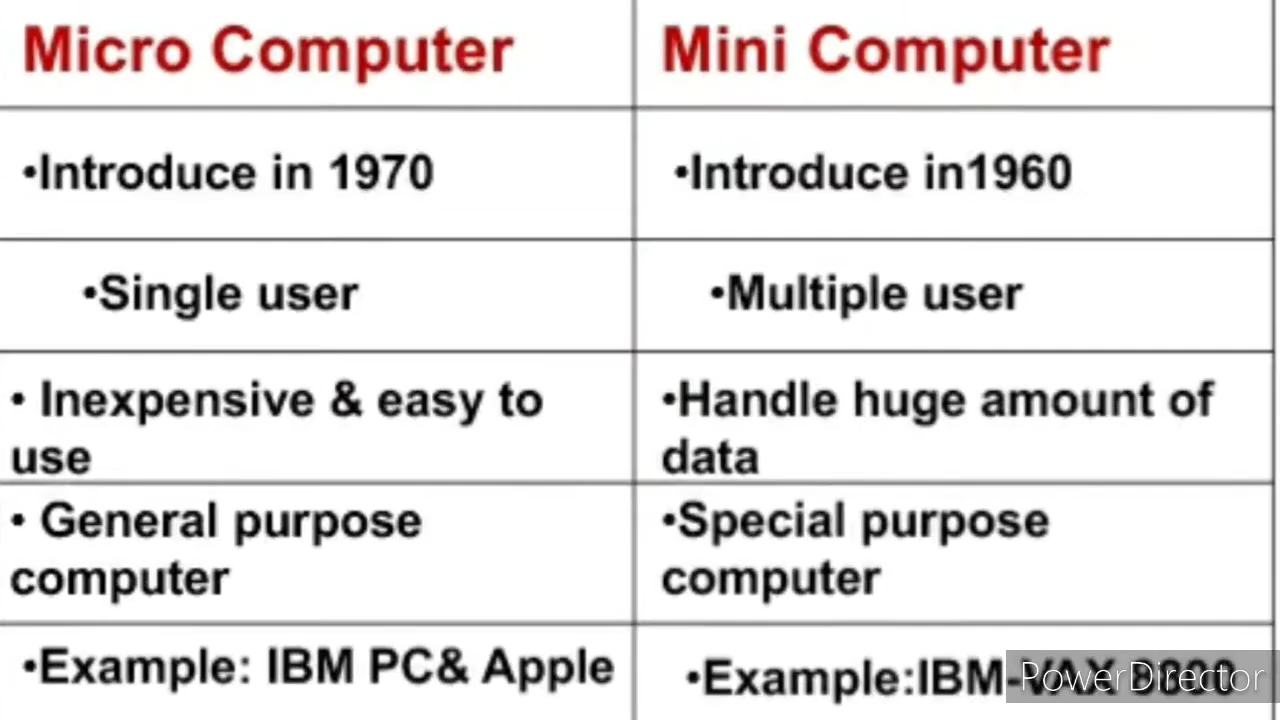 Micro Computer
Mini Computer
•Introduce in 1970
•Introduce in1960
•Single user
•Multiple user
• Inexpensive & easy to
use
•Handle huge amount of
data
• General purpose
computer
•Special purpose
computer
•Example: IBM PC& Apple
•Example:IBM-VAX
PowerDirector